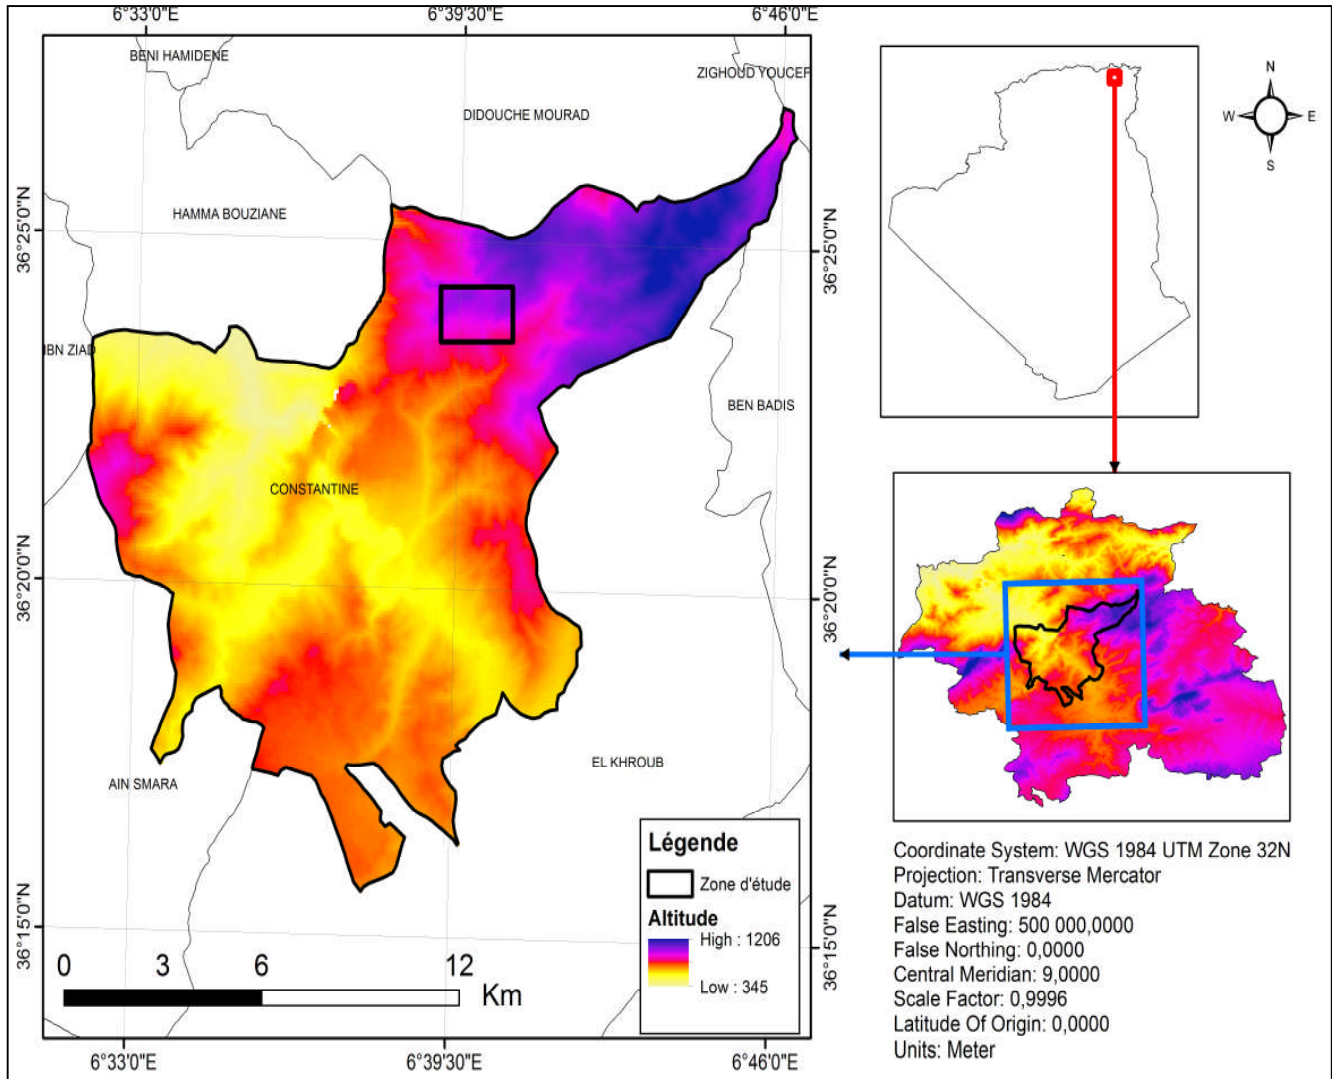 6°33'0"E
6°39'30"E
6°46'0"E
BENI HAMIDENE
ZIGHOUD YOUCEF
DIDOUCHE MOURAD
HAMMA BOUZIANE
IBN ZIAD
BEN BADIS
CONSTANTINE
EL KHROUB
AIN SMARA
36°25'0"N
36°20'0"N
36°15'0"N
36°25'0"N
36°20'0"N
36°15'0"N
Légende
Zone d'étude
Altitude
High : 1206
Low : 345
0 3 6 12
Km
6°33'0"E
6°39'30"E
6°46'0"E
N
W E
S
Coordinate System: WGS 1984 UTM Zone 32N
Projection: Transverse Mercator
Datum: WGS 1984
False Easting: 500 000,0000
False Northing: 0,0000
Central Meridian: 9,0000
Scale Factor: 0,9996
Latitude Of Origin: 0,0000
Units: Meter